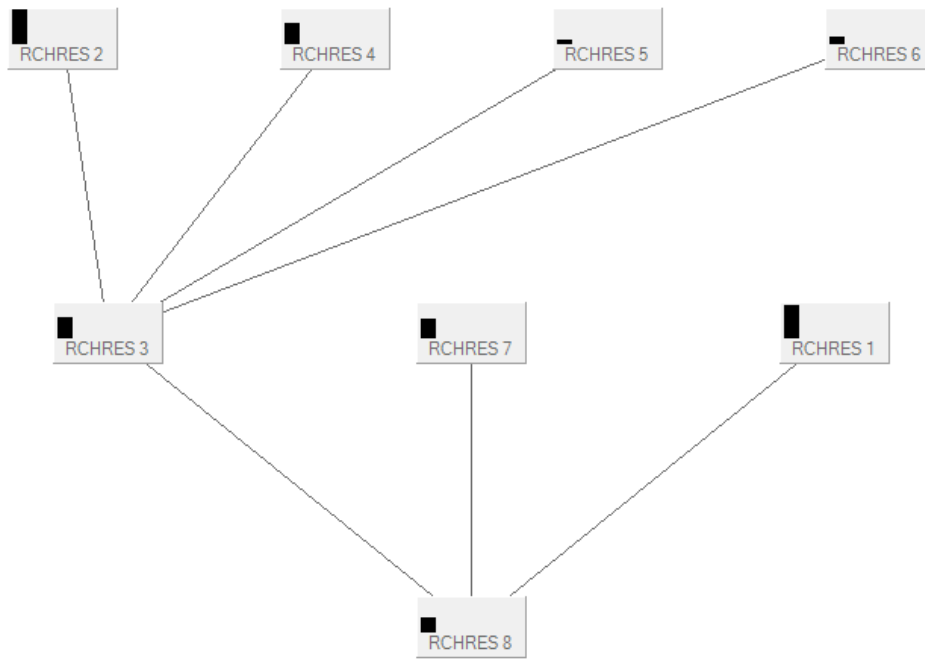 RCHRES 2
RCHRES 4
RCHRES 5
RCHRES 6
RCHRES 3
RCHRES 7
RCHRES 1
RCHRES 8